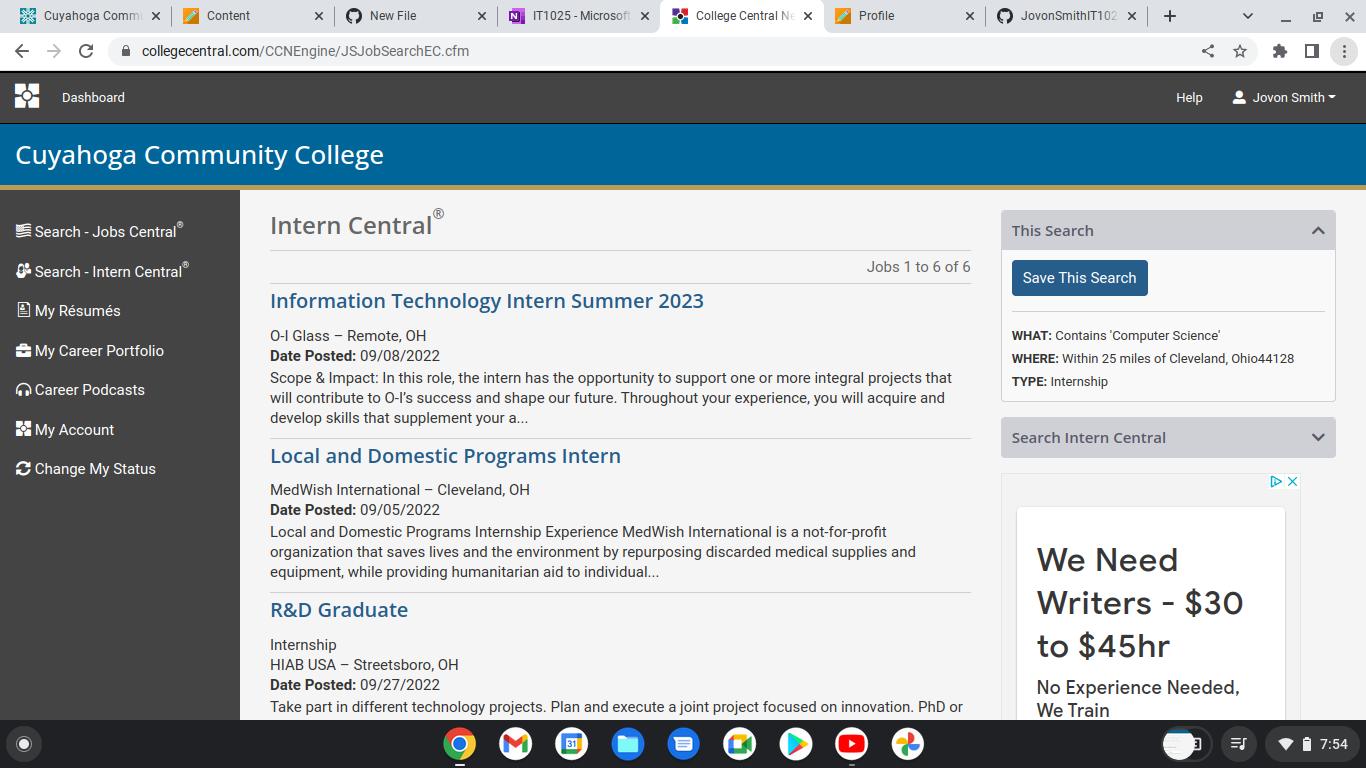 Cuyahoga Commu
Content
New File
IT1025 - Microsoft
College Central Ne
Profile
JovonSmithIT102
collegecentral.com/CCNEngine/JSJobSearchEC.cfm
Dashboard
Help
Jovon Smith
Cuyahoga Community College
Search - Jobs Central®
Search - Intern Central®
My Résumés
My Career Portfolio
Career Podcasts
My Account
Change My Status
Intern Central®
Jobs 1 to 6 of 6
Information Technology Intern Summer 2023
O-I Glass – Remote, OH
Date Posted: 09/08/2022
Scope & Impact: In this role, the intern has the opportunity to support one or more integral projects that
will contribute to O-I’s success and shape our future. Throughout your experience, you will acquire and
develop skills that supplement your a...
Local and Domestic Programs Intern
MedWish International – Cleveland, OH
Date Posted: 09/05/2022
Local and Domestic Programs Internship Experience MedWish International is a not-for-profit
organization that saves lives and the environment by repurposing discarded medical supplies and
equipment, while providing humanitarian aid to individual...
R&D Graduate
Internship
HIAB USA – Streetsboro, OH
Date Posted: 09/27/2022
Take part in different technology projects. Plan and execute a joint project focused on innovation. PhD or
This Search
Save This Search
WHAT: Contains 'Computer Science'
WHERE: Within 25 miles of Cleveland, Ohio44128
TYPE: Internship
Search Intern Central
We Need
Writers - $30
to $45hr
No Experience Needed,
We Train
31
7:54